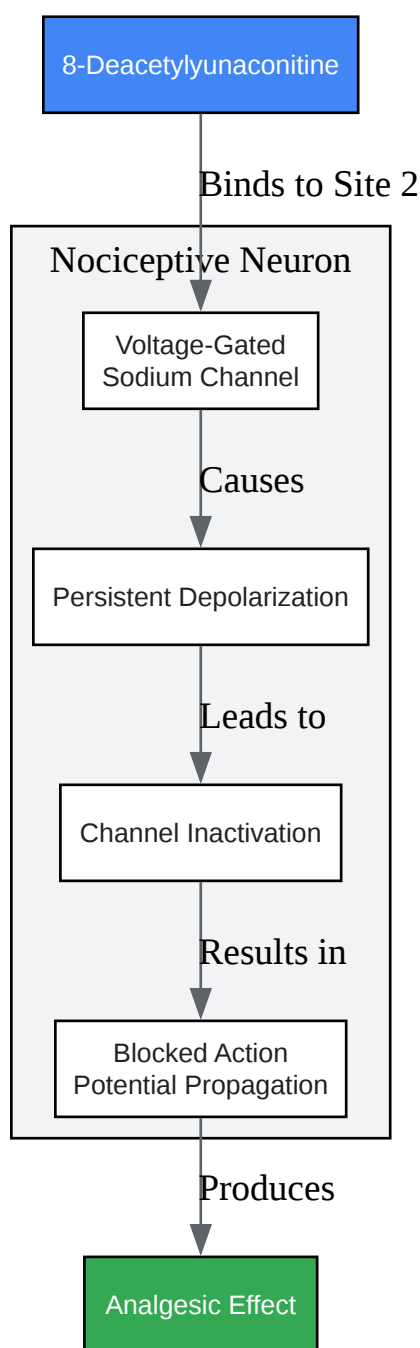 8-Deacetylyunaconitine
Binds to Site 2
Nociceptive Neuron
Voltage-Gated
Sodium Channel
Causes
Persistent Depolarization
Leads to
Channel Inactivation
Results in
Blocked Action
Potential Propagation
Produces
Analgesic Effect